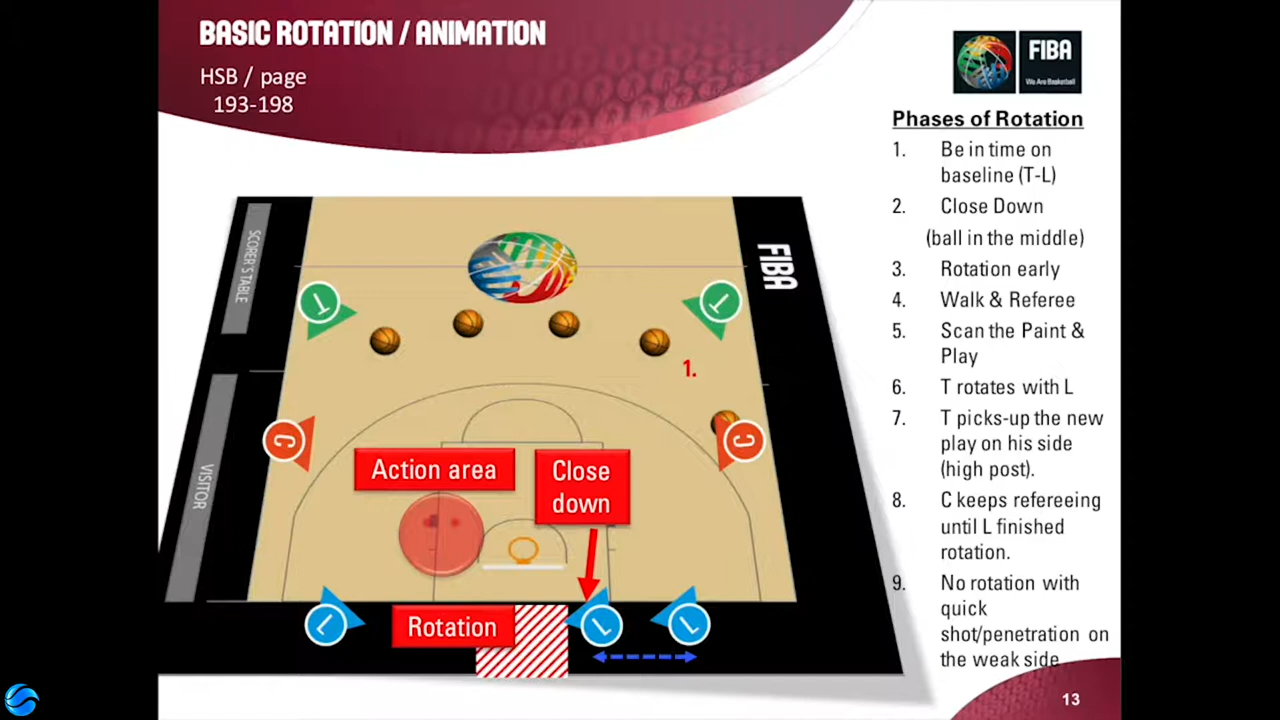 BASIC ROTATION / ANIMATION
HSB / page
193-198
FIBA
We Are Basketball
Phases of Rotation
1. Be in time on
baseline (T-L)
2. Close Down
(ball in the middle)
3. Rotation early
4. Walk & Referee
5. Scan the Paint &
Play
6. T rotates with L
7. T picks-up the new
play on his side
(high post).
8. C keeps refereeing
until L finished
rotation.
9. No rotation with
quick
shot/penetration on
the weak side
SCORER'S TABLE
FIBA
T
T
1.
VISITOR
C
C
Action area
Close
down
L
Rotation
L
L
13